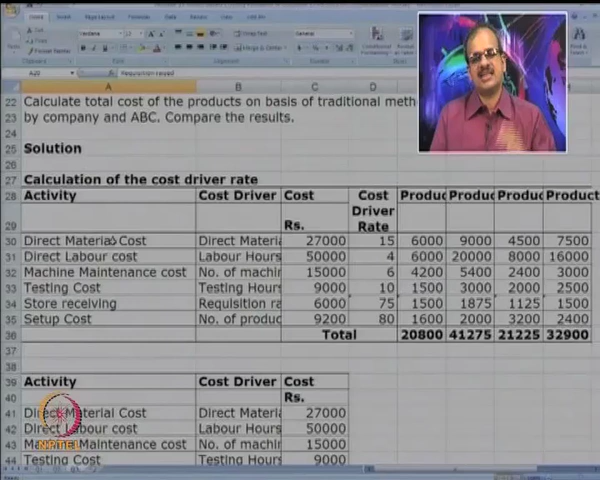 22 Calculate total cost of the products on basis of traditional meth
23 by company and ABC. Compare the results.
24
25 Solution
26
27 Calculation of the cost driver rate
28 Activity Cost Driver Cost Cost Produc Produc Produc Product
Driver
29 Rs. Rate
30 Direct Material Cost Direct Materia 27000 15 6000 9000 4500 7500
31 Direct Labour cost Labour Hours 50000 4 6000 20000 8000 16000
32 Machine Maintenance cost No. of machin 15000 6 4200 5400 2400 3000
33 Testing Cost Testing Hours 9000 10 1500 3000 2000 2500
34 Store receiving Requisition ra 6000 75 1500 1875 1125 1500
35 Setup Cost No. of produc 9200 80 1600 2000 3200 2400
36 Total 20800 41275 21225 32900
37
38
39 Activity Cost Driver Cost
40 Rs.
41 Direct Material Cost Direct Materia 27000
42 Direct Labour cost Labour Hours 50000
43 Machine Maintenance cost No. of machin 15000
44 Testing Cost Testing Hours 9000
NPTEL